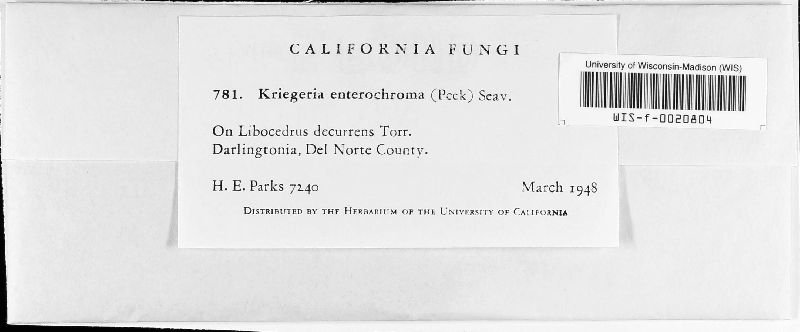 CALIFORNIA FUNGI
University of Wisconsin-Madison (WIS)
WIS-f-0020804
781. Kriegeria enterochroma (Peck) Seav.
On Libocedrus decurrens Torr.
Darlingtonia, Del Norte County.
H. E. Parks 7240 March 1948
Distributed by the Herbarium of the University of California